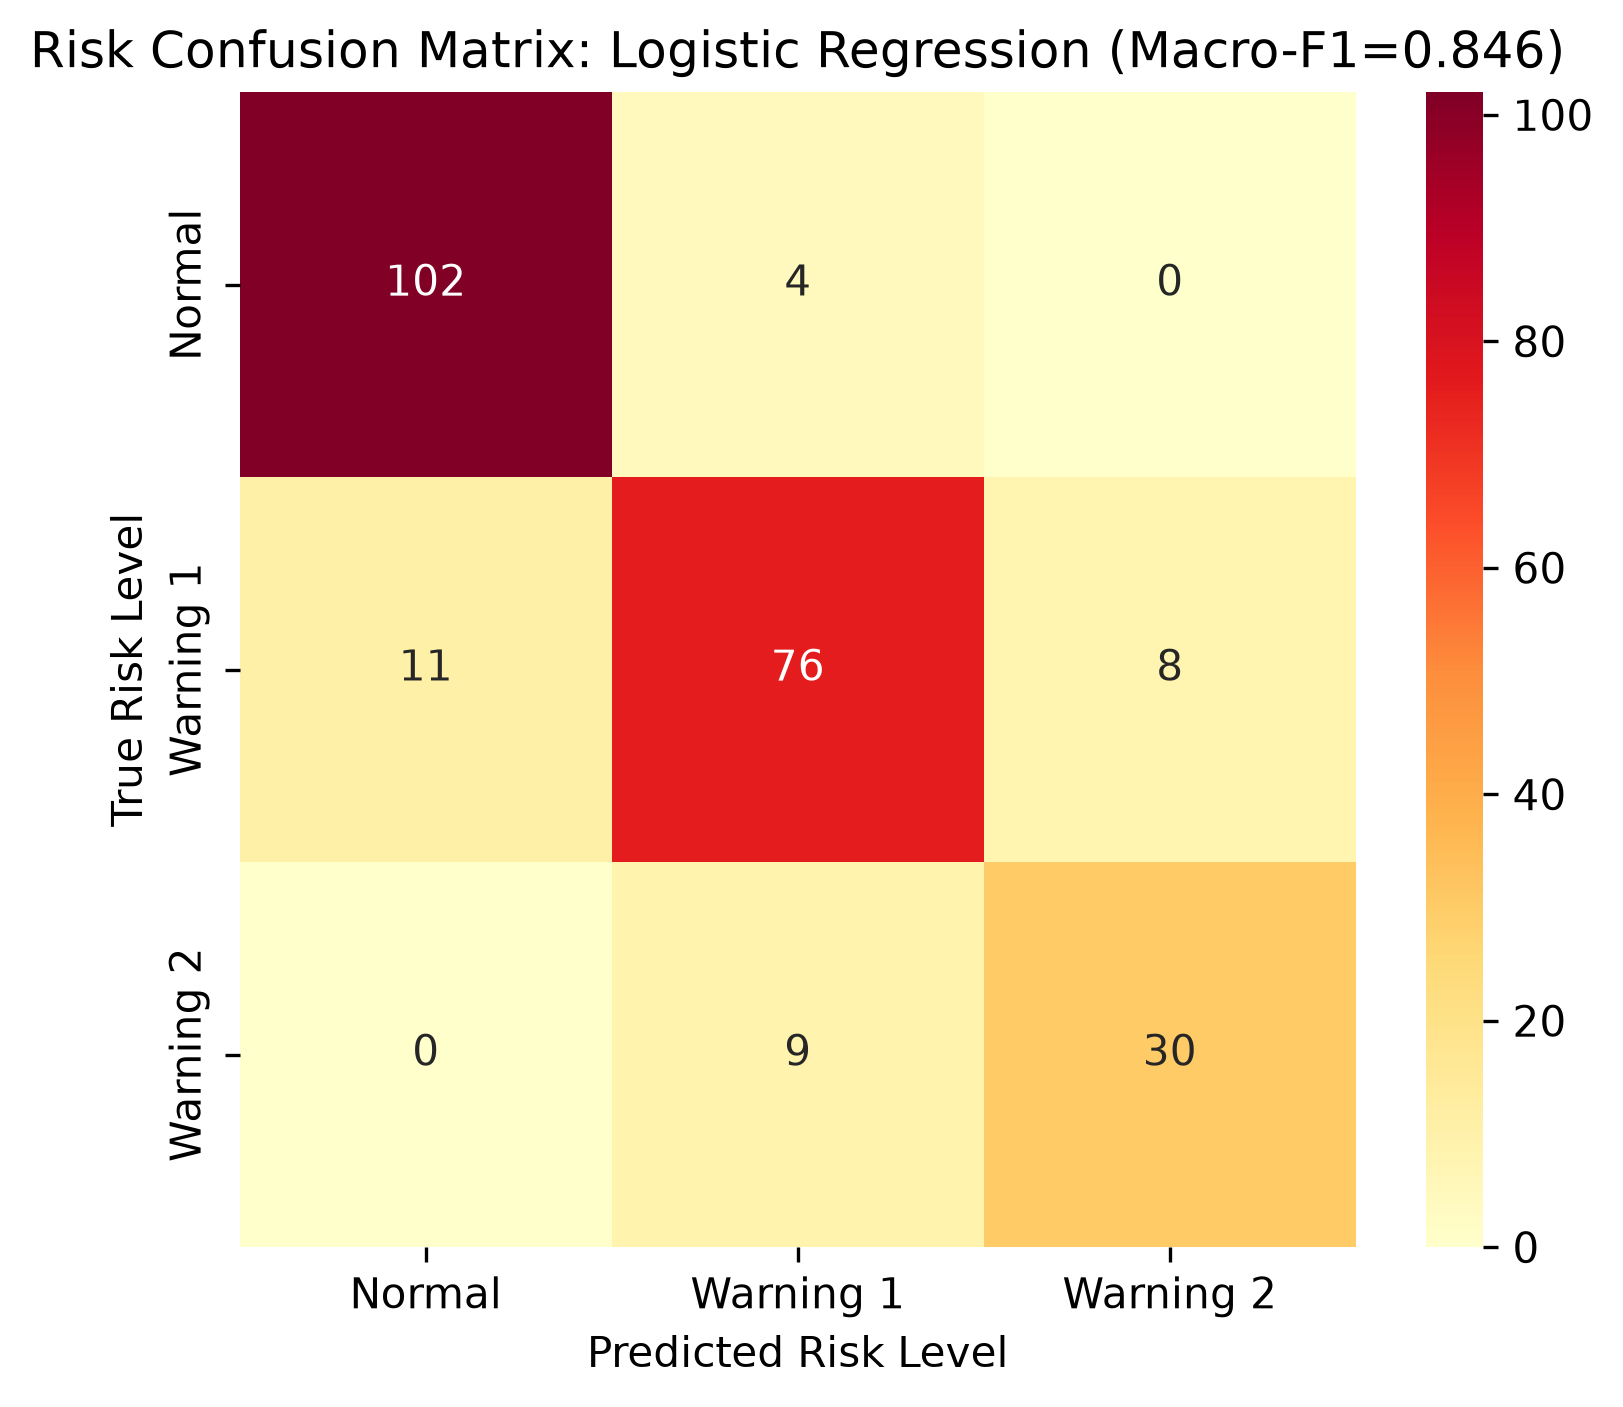 Risk Confusion Matrix: Logistic Regression (Macro-F1=0.846)
True Risk Level
Normal
102 4 0
Warning 1
11 76 8
Warning 2
0 9 30
Normal Warning 1 Warning 2
Predicted Risk Level
100
80
60
40
20
0